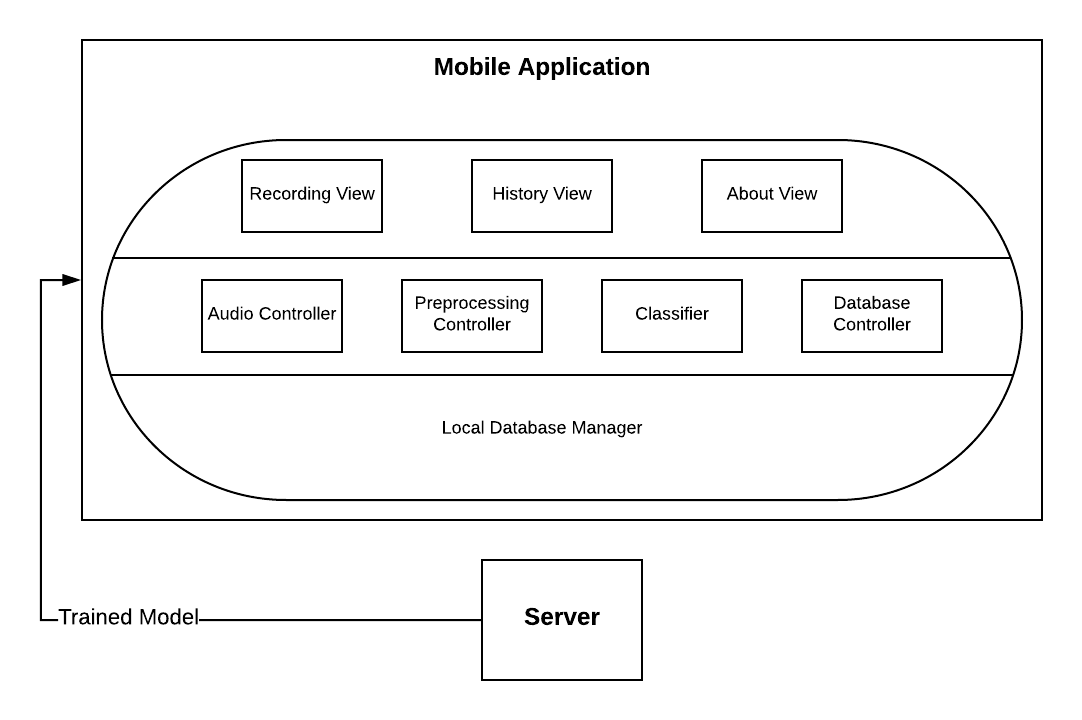 Mobile Application
Recording View
History View
About View
Audio Controller
Preprocessing
Controller
Classifier
Database
Controller
Local Database Manager
Trained Model
Server